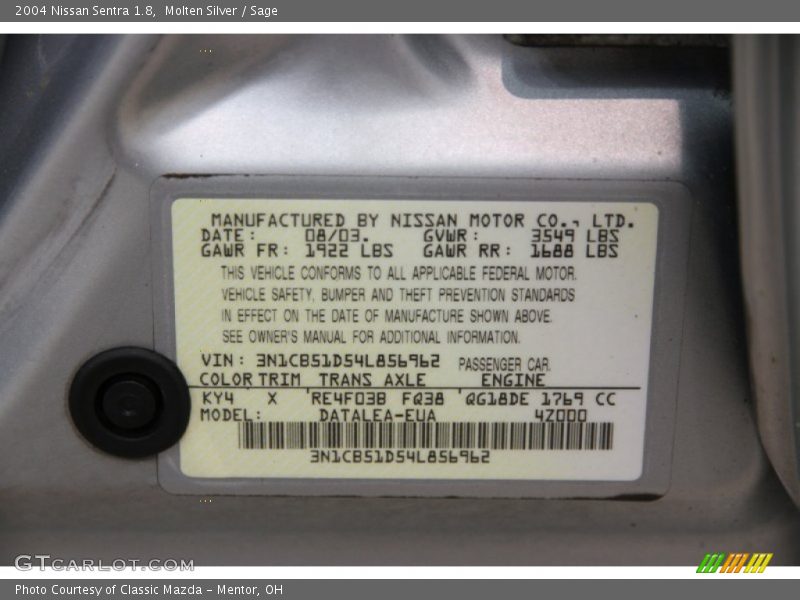 2004 Nissan Sentra 1.8, Molten Silver / Sage
MANUFACTURED BY NISSAN MOTOR CO., LTD.
DATE: 08/03. GVWR: 3549 LBS
GAWR FR: 1922 LBS GAWR RR: 1688 LBS
THIS VEHICLE CONFORMS TO ALL APPLICABLE FEDERAL MOTOR
VEHICLE SAFETY, BUMPER AND THEFT PREVENTION STANDARDS
IN EFFECT ON THE DATE OF MANUFACTURE SHOWN ABOVE.
SEE OWNER'S MANUAL FOR ADDITIONAL INFORMATION.
VIN: 3N1CB51D54L856962 PASSENGER CAR
COLOR TRIM TRANS AXLE ENGINE
KY4 X RE4F03B FQ38 QG18DE 1769 CC
MODEL: DATALEA-EUA 4Z000
3N1CB51D54L856962
GTCARLOT.COM
Photo Courtesy of Classic Mazda - Mentor, OH